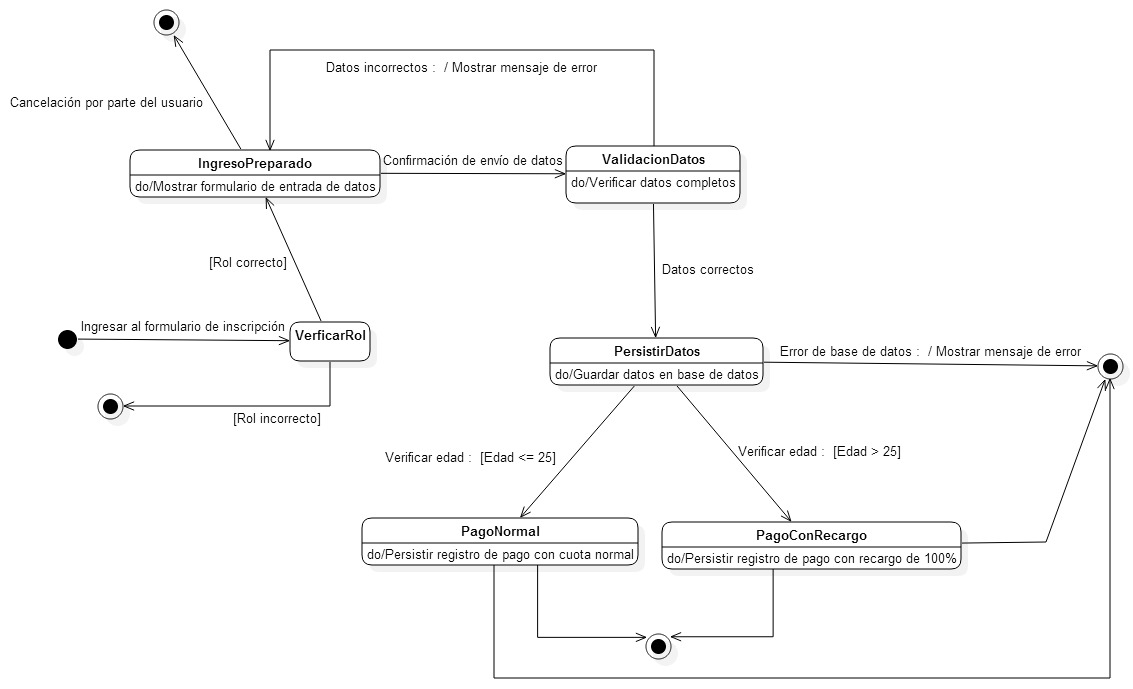 Datos incorrectos :  / Mostrar mensaje de error
Cancelación por parte del usuario
IngresoPreparado
do/Mostrar formulario de entrada de datos
Confirmación de envío de datos
ValidacionDatos
do/Verificar datos completos
[Rol correcto]
Datos correctos
Ingresar al formulario de inscripción
VerficarRol
[Rol incorrecto]
PersistirDatos
do/Guardar datos en base de datos
Error de base de datos :  / Mostrar mensaje de error
Verificar edad :  [Edad <= 25]
Verificar edad :  [Edad > 25]
PagoNormal
do/Persistir registro de pago con cuota normal
PagoConRecargo
do/Persistir registro de pago con recargo de 100%